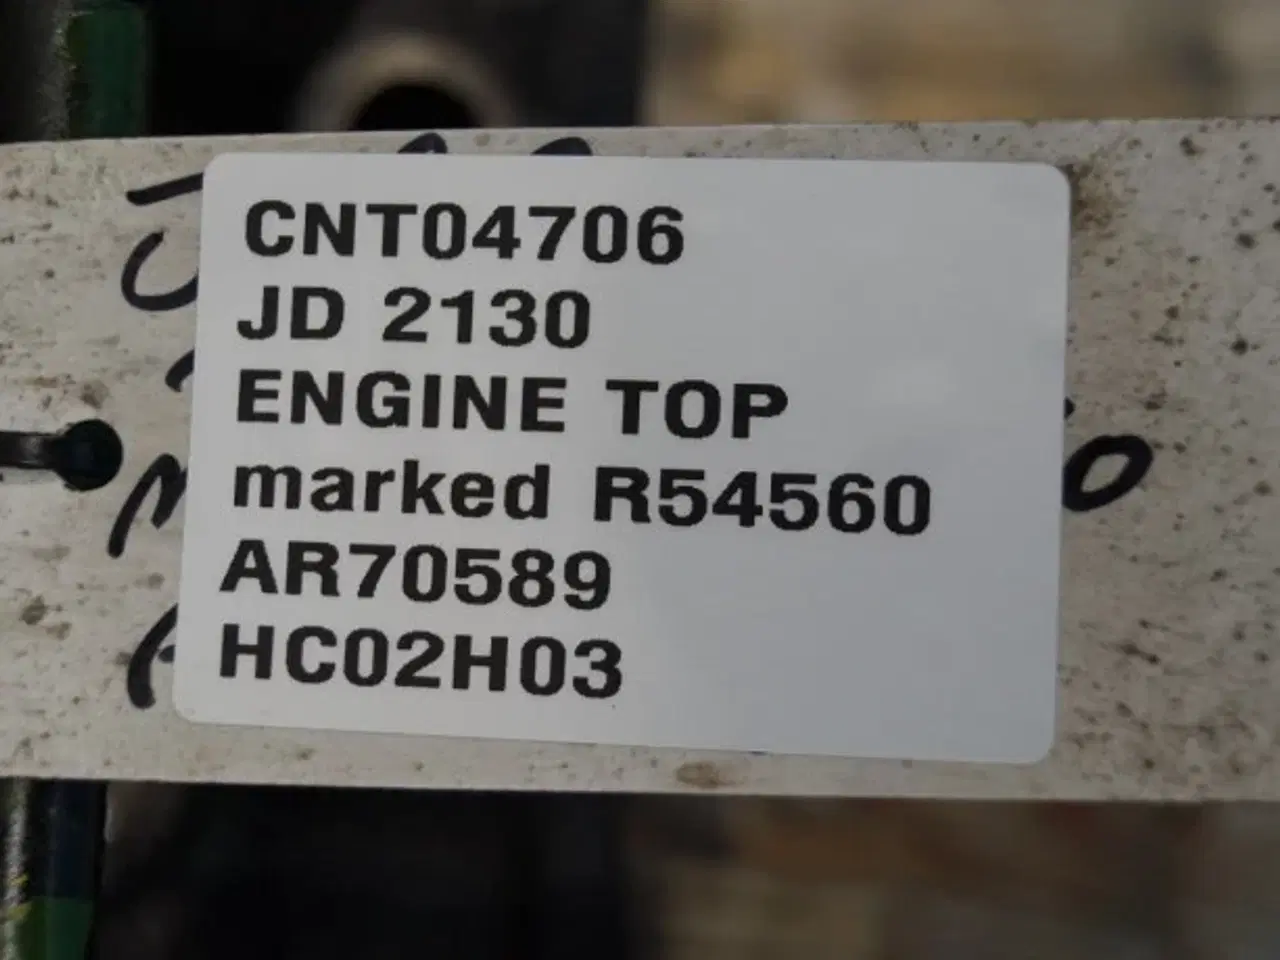 CNT04706
JD 2130
ENGINE TOP
marked R54560
AR70589
HC02H03